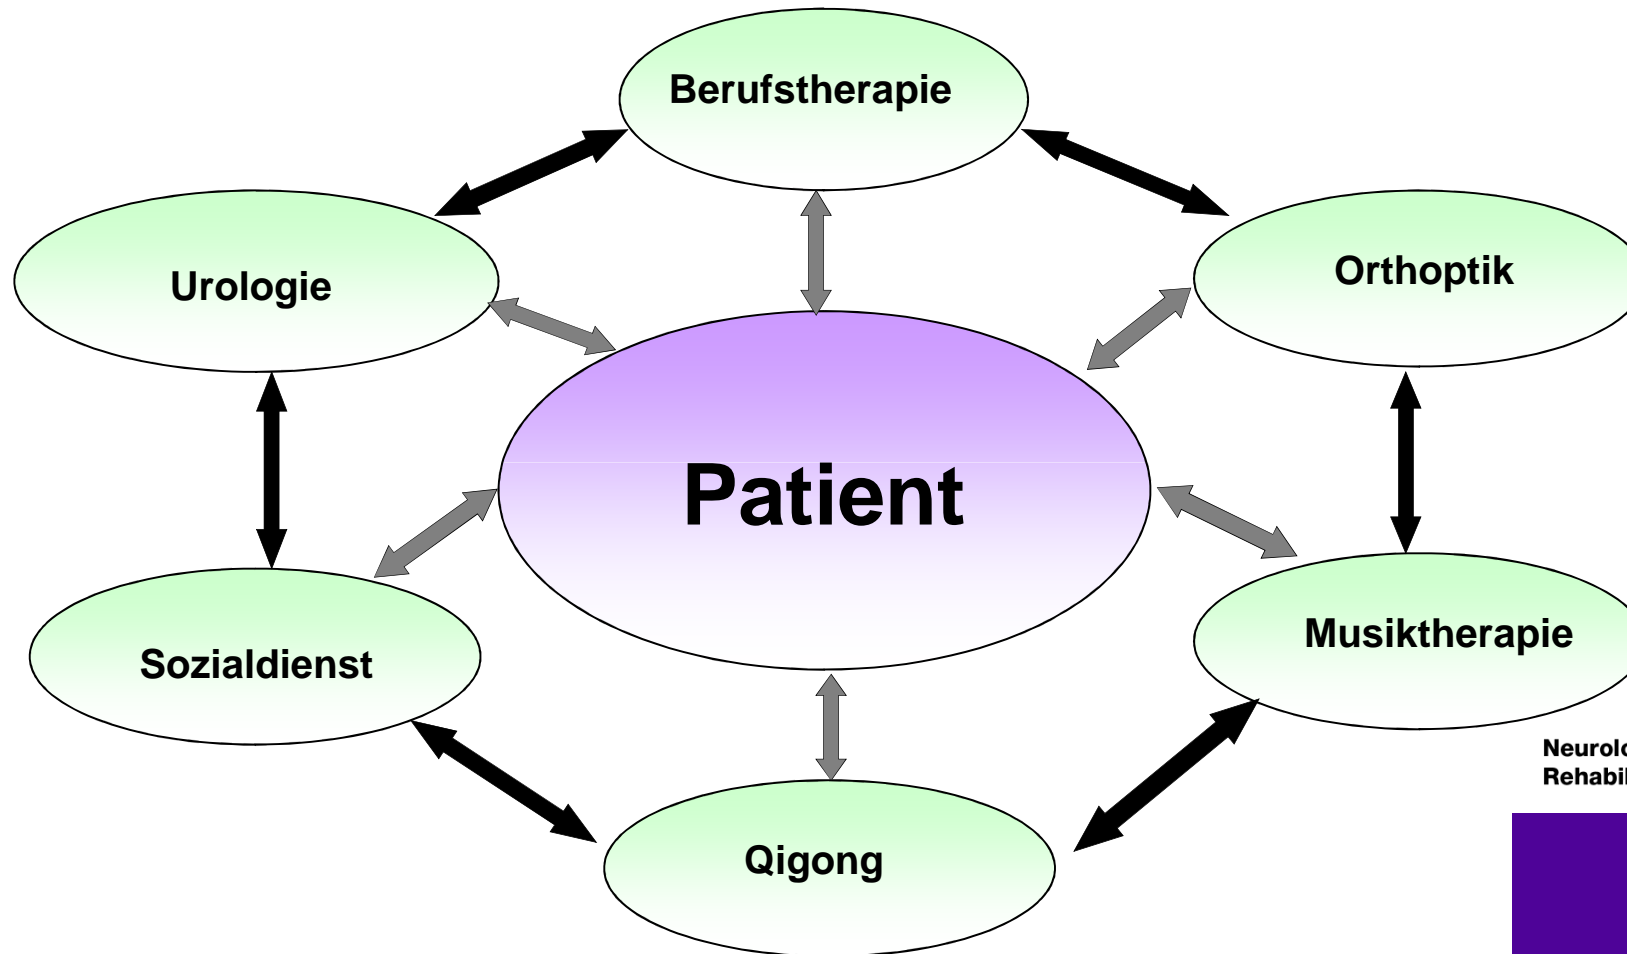 Berufstherapie
Urologie
Orthoptik
Patient
Sozialdienst
Musiktherapie
Qigong